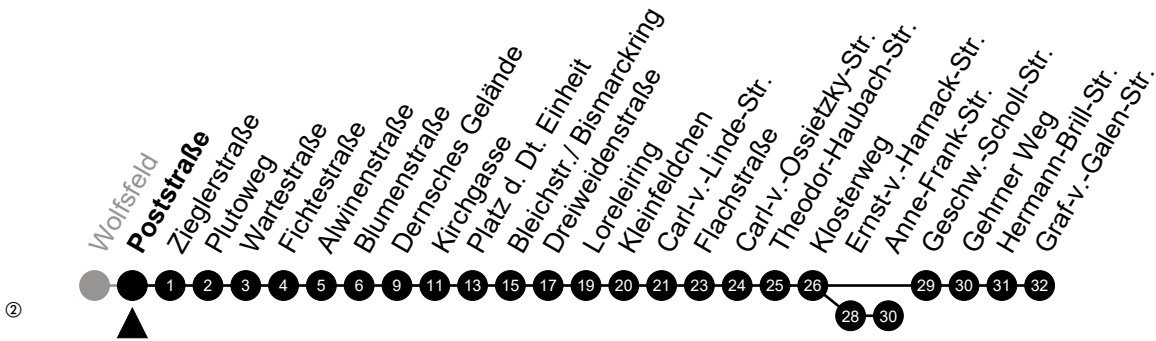 Wolfsfeld
Poststraße
Zieglerstraße
Plutoweg
Wartestraße
Fichtestraße
Alwinenstraße
Blumenstraße
Dernsches Gelände
Kirchgasse
Platz d. Dt. Einheit
Bleichstr./ Bismarckring
Dreiweidenstraße
Loreleiring
Kleinfeldchen
Carl-v.-Linde-Str.
Flachstraße
Carl-v.-Ossietzky-Str.
Theodor-Haubach-Str.
Klosterweg
Ernst-v.-Harnack-Str.
Anne-Frank-Str.
Geschw.-Scholl-Str.
Gehrner Weg
Hermann-Brill-Str.
Graf-v.-Galen-Str.
1 2 3 4 5 6 9 11 13 15 17 19 20 21 23 24 25 26 29 30 31 32
② 28 30